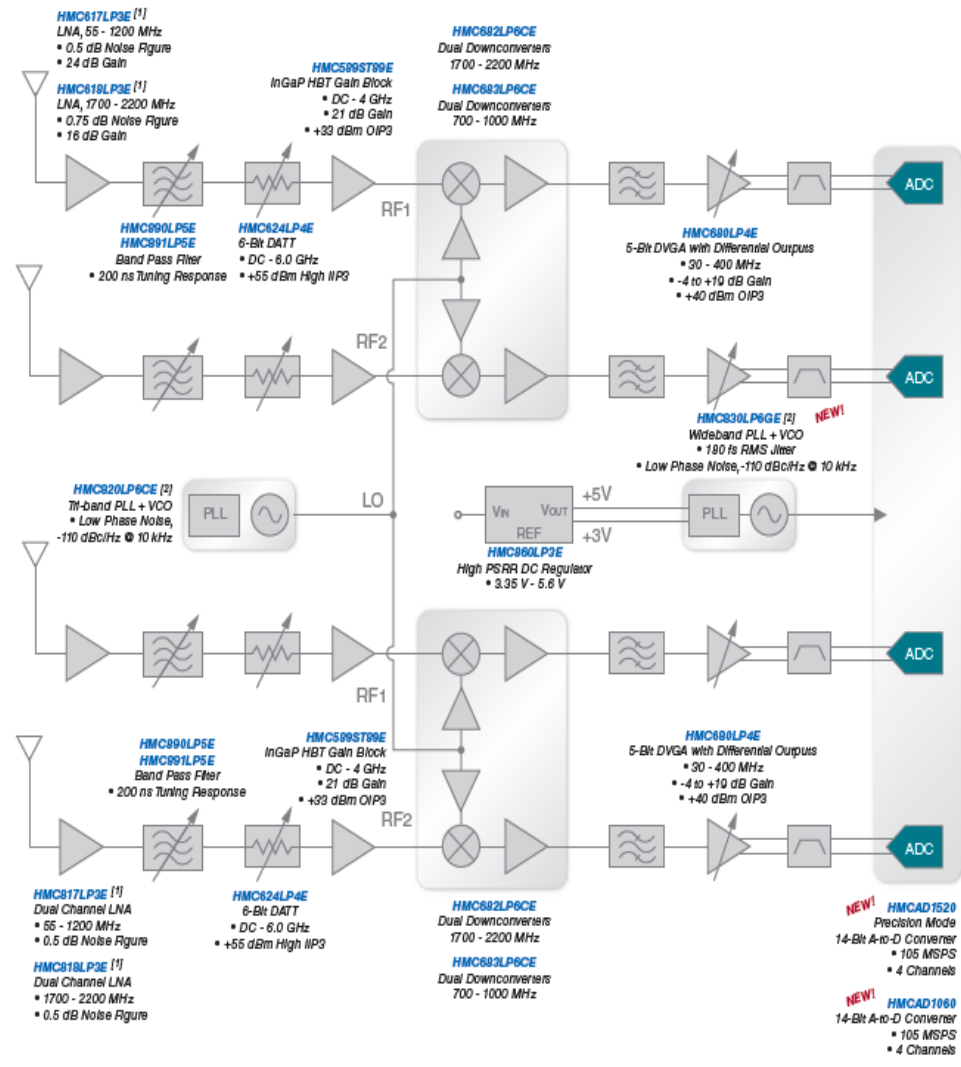 HMC617LP3E [1]
LNA, 55 - 1200 MHz
• 0.5 dB Noise Figure
• 24 dB Gain
HMC618LP3E [1]
LNA, 1700 - 2200 MHz
• 0.75 dB Noise Figure
• 16 dB Gain
HMC589ST89E
InGaP HBT Gain Block
• DC - 4 GHz
• 21 dB Gain
• +33 dBm OIP3
HMC682LP6CE
Dual Downconverters
1700 - 2200 MHz
HMC683LP6CE
Dual Downconverters
700 - 1000 MHz
ADC
RF1
HMC890LP5E
HMC891LP5E
Band Pass Filter
• 200 ns Tuning Response
HMC624LP4E
6-Bit DATT
• DC - 6.0 GHz
• +55 dBm High IIP3
HMC680LP4E
5-Bit DVGA with Differential Outputs
• 30 - 400 MHz
• -4 to +19 dB Gain
• +40 dBm OIP3
RF2
ADC
HMC830LP6GE [2]
NEW!
Wideband PLL + VCO
• 180 fs RMS Jitter
• Low Phase Noise, -110 dBc/Hz @ 10 kHz
HMC820LP6CE [2]
Tri-band PLL + VCO
• Low Phase Noise,
-110 dBc/Hz @ 10 kHz
PLL
LO
VIN
VOUT
REF
+5V
+3V
PLL
HMC860LP3E
High PSRR DC Regulator
• 3.35 V - 5.6 V
ADC
RF1
HMC890LP5E
HMC891LP5E
Band Pass Filter
• 200 ns Tuning Response
HMC589ST89E
InGaP HBT Gain Block
• DC - 4 GHz
• 21 dB Gain
• +33 dBm OIP3
HMC680LP4E
5-Bit DVGA with Differential Outputs
• 30 - 400 MHz
• -4 to +19 dB Gain
• +40 dBm OIP3
RF2
ADC
HMC817LP3E [1]
Dual Channel LNA
• 55 - 1200 MHz
• 0.5 dB Noise Figure
HMC818LP3E [1]
Dual Channel LNA
• 1700 - 2200 MHz
• 0.5 dB Noise Figure
HMC624LP4E
6-Bit DATT
• DC - 6.0 GHz
• +55 dBm High IIP3
HMC682LP6CE
Dual Downconverters
1700 - 2200 MHz
HMC683LP6CE
Dual Downconverters
700 - 1000 MHz
NEW!
HMCAD1520
Precision Mode
14-Bit A-to-D Converter
• 105 MSPS
• 4 Channels
NEW!
HMCAD1060
14-Bit A-to-D Converter
• 105 MSPS
• 4 Channels